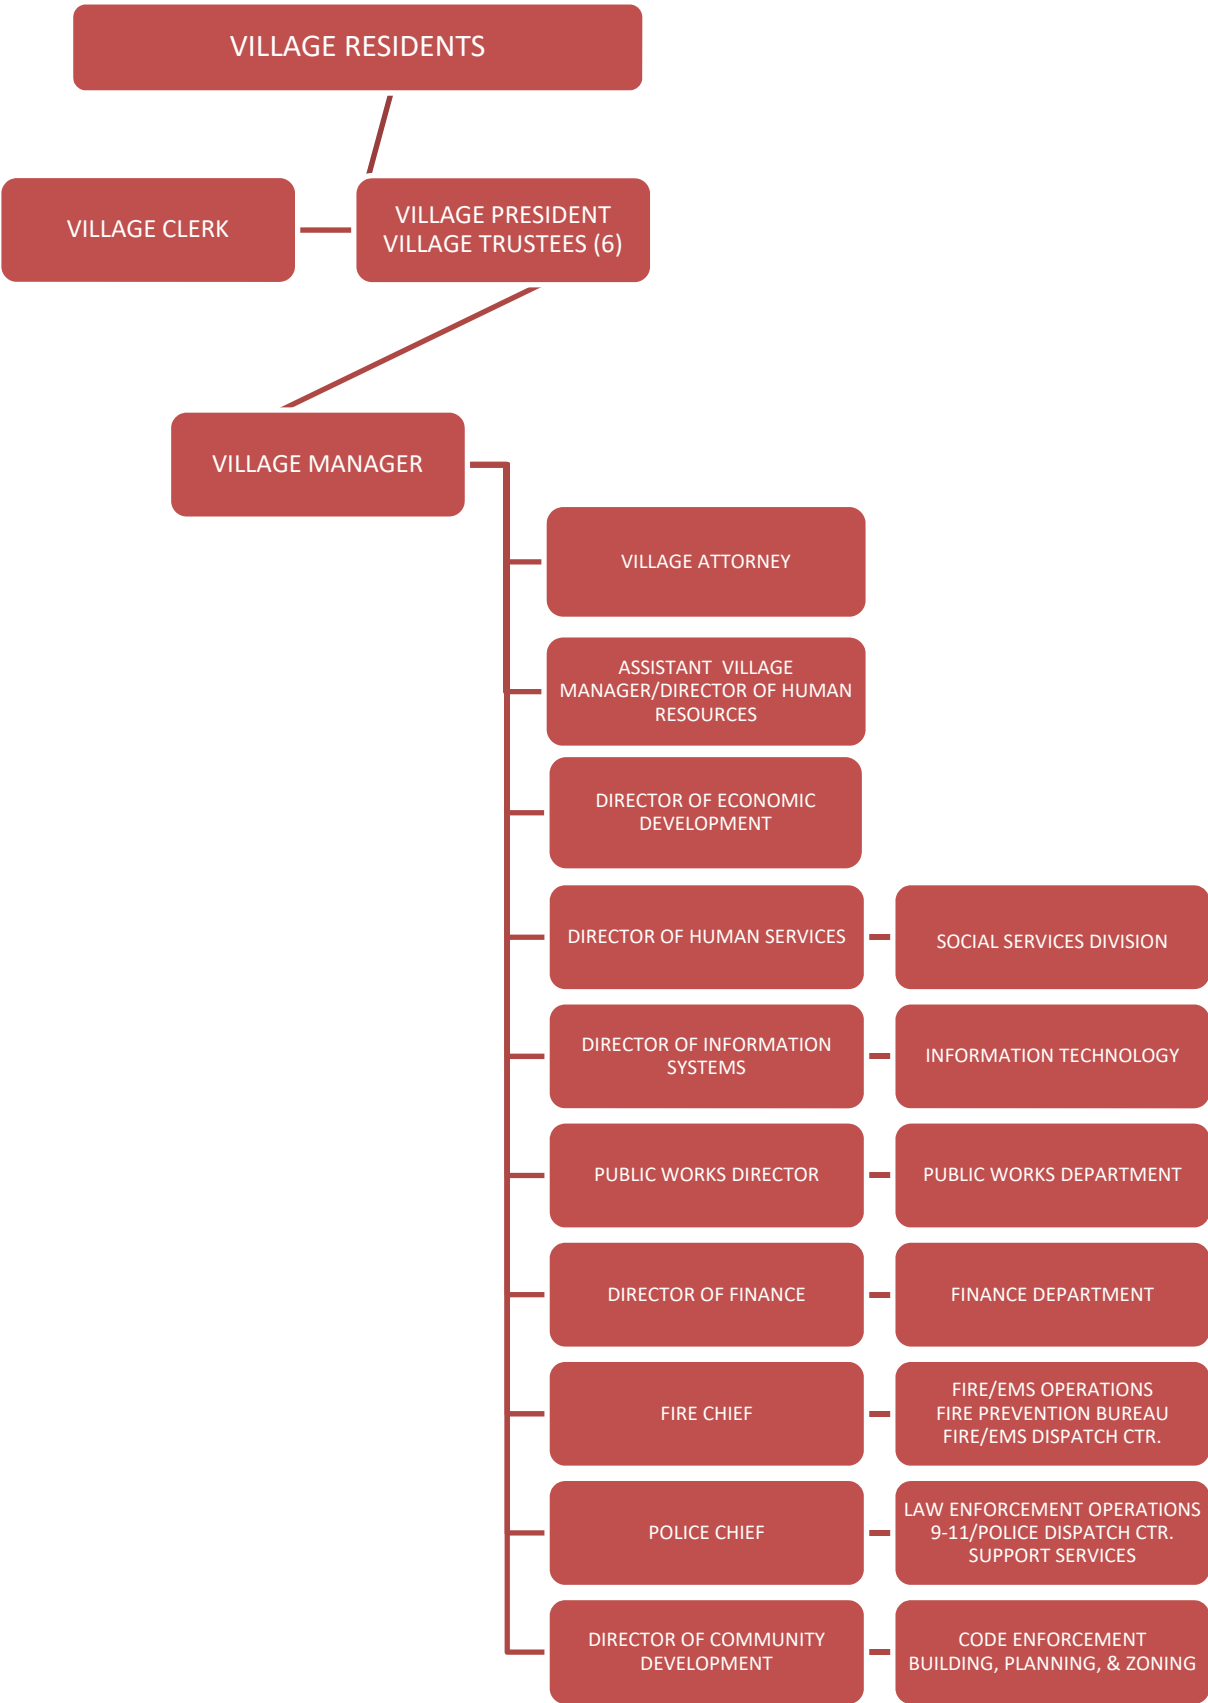 VILLAGE RESIDENTS
VILLAGE CLERK
VILLAGE PRESIDENT
VILLAGE TRUSTEES (6)
VILLAGE MANAGER
VILLAGE ATTORNEY
ASSISTANT VILLAGE
MANAGER/DIRECTOR OF HUMAN
RESOURCES
DIRECTOR OF ECONOMIC
DEVELOPMENT
DIRECTOR OF HUMAN SERVICES
SOCIAL SERVICES DIVISION
DIRECTOR OF INFORMATION
SYSTEMS
INFORMATION TECHNOLOGY
PUBLIC WORKS DIRECTOR
PUBLIC WORKS DEPARTMENT
DIRECTOR OF FINANCE
FINANCE DEPARTMENT
FIRE CHIEF
FIRE/EMS OPERATIONS
FIRE PREVENTION BUREAU
FIRE/EMS DISPATCH CTR.
POLICE CHIEF
LAW ENFORCEMENT OPERATIONS
9-11/POLICE DISPATCH CTR.
SUPPORT SERVICES
DIRECTOR OF COMMUNITY
DEVELOPMENT
CODE ENFORCEMENT
BUILDING, PLANNING, & ZONING